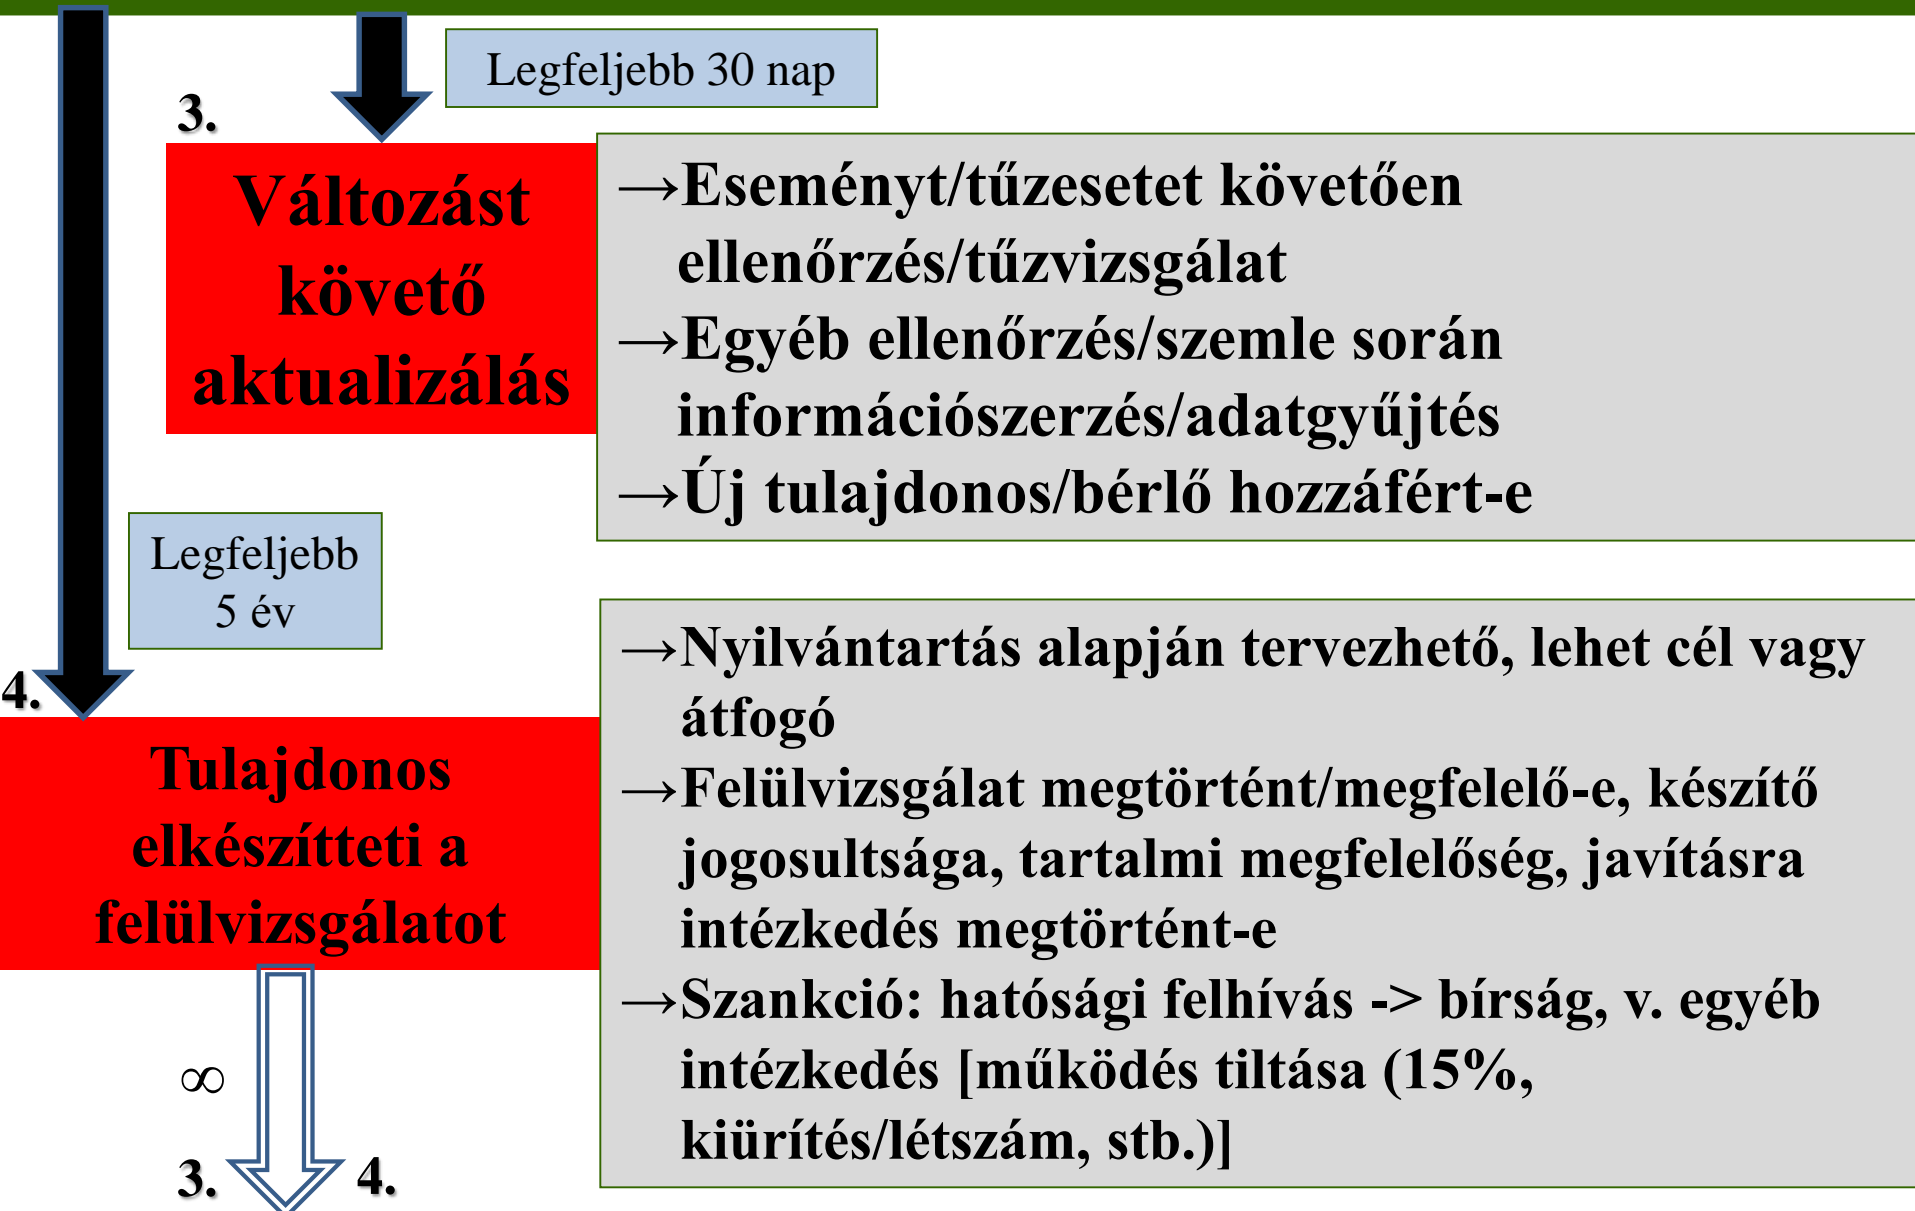 Legfeljebb 30 nap
3.
Változást
követő
aktualizálás
→Eseményt/tűzesetet követően
ellenőrzés/tűzvizsgálat
→Egyéb ellenőrzés/szemle során
információszerzés/adatgyűjtés
→Új tulajdonos/bérlő hozzáfért-e
Legfeljebb
5 év
4.
Tulajdonos
elkészítteti a
felülvizsgálatot
→Nyilvántartás alapján tervezhető, lehet cél vagy
átfogó
→Felülvizsgálat megtörtént/megfelelő-e, készítő
jogosultsága, tartalmi megfelelőség, javításra
intézkedés megtörtént-e
→Szankció: hatósági felhívás -> bírság, v. egyéb
intézkedés [működés tiltása (15%,
kiürítés/létszám, stb.)]
∞
3. 4.